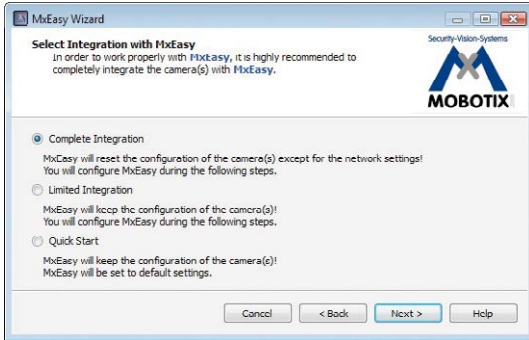 MxEasy Wizard
Select Integration with MxEasy
In order to work properly with MxEasy, it is highly recommended to
completely integrate the camera(s) with MxEasy.
Security-Vision-Systems
MOBOTIX
Complete Integration
MxEasy will reset the configuration of the camera(s) except for the network settings!
You will configure MxEasy during the following steps.
Limited Integration
MxEasy will keep the configuration of the camera(s)!
You will configure MxEasy during the following steps.
Quick Start
MxEasy will keep the configuration of the camera(s)!
MxEasy will be set to default settings.
Cancel
< Back
Next >
Help